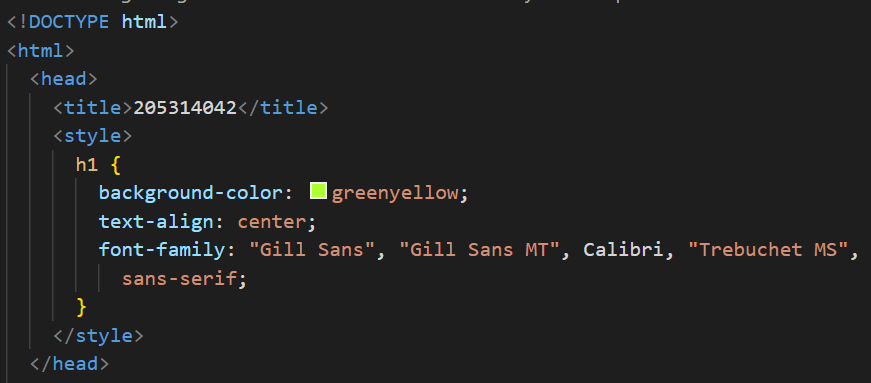 <!DOCTYPE html>
<html>
<head>
<title>205314042</title>
<style>
h1 {
background-color: greenyellow;
text-align: center;
font-family: "Gill Sans", "Gill Sans MT", Calibri, "Trebuchet MS",
sans-serif;
}
</style>
</head>